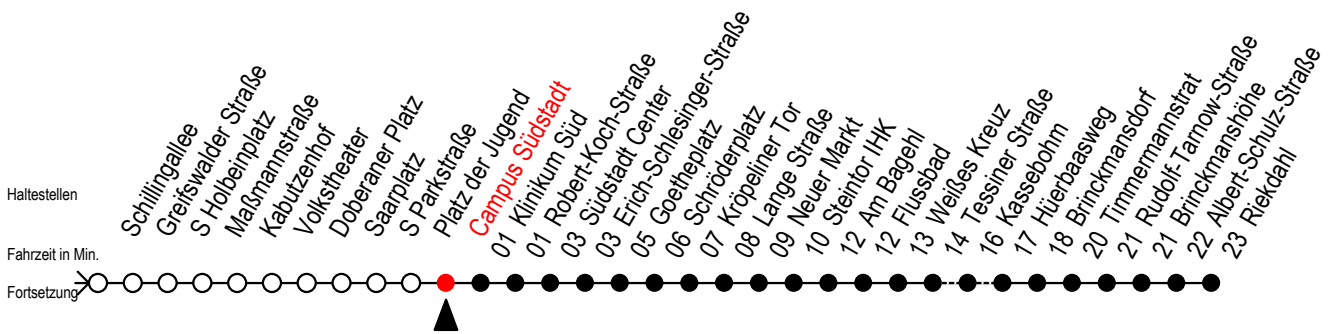 Haltestellen
Fahrzeit in Min.
Fortsetzung
Schillingallee
Greifswalder Straße
S Holbeinplatz
Maßmannstraße
Kabutzenhof
Volkstheater
Doberaner Platz
Saarplatz
S Parkstraße
Platz der Jugend
Campus Südstadt
01 Klinikum Süd
01 Robert-Koch-Straße
03 Südstadt Center
03 Erich-Schlesinger-Straße
05 Goetheplatz
06 Schröderplatz
07 Kröpeliner Tor
08 Lange Straße
09 Neuer Markt
10 Steintor IHK
12 Am Bagehl
12 Flussbad
13 Weißes Kreuz
14 Tessiner Straße
16 Kassebohm
17 Hüerbaasweg
18 Brinckmansdorf
20 Timmermannstrat
21 Rudolf-Tarnow-Straße
21 Brinckmanshöhe
22 Albert-Schulz-Straße
23 Riekdahl